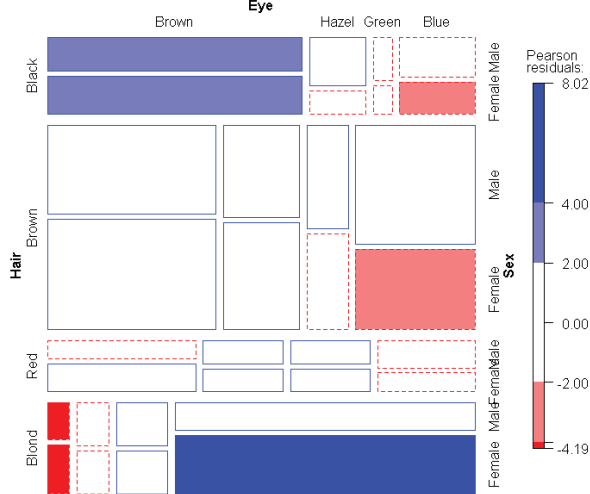 Eye
Brown Hazel Green Blue
Hair
Black
Brown
Red
Blond
Male
Female
Male
Female
Male
Female
Male
Female
Sex
Pearson
residuals:
8.02
4.00
2.00
0.00
-2.00
-4.19